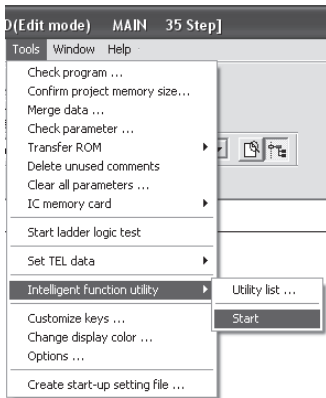 D(Edit mode) MAIN 35 Step]
Tools Window Help
Check program ...
Confirm project memory size...
Merge data ...
Check parameter ...
Transfer ROM
Delete unused comments
Clear all parameters ...
IC memory card
Start ladder logic test
Set TEL data
Intelligent function utility
Utility list ...
Start
Customize keys ...
Change display color ...
Options ...
Create start-up setting file ...